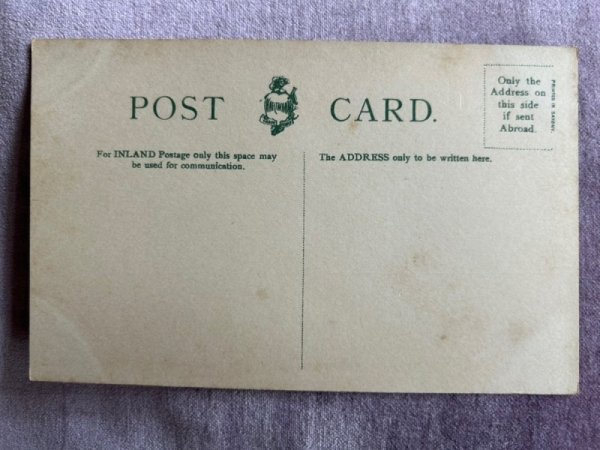 POST CARD.
For INLAND Postage only this space may
be used for communication.
The ADDRESS only to be written here.
Only the
Address on
this side
if sent
Abroad.
PRINTED IN SAXONY.